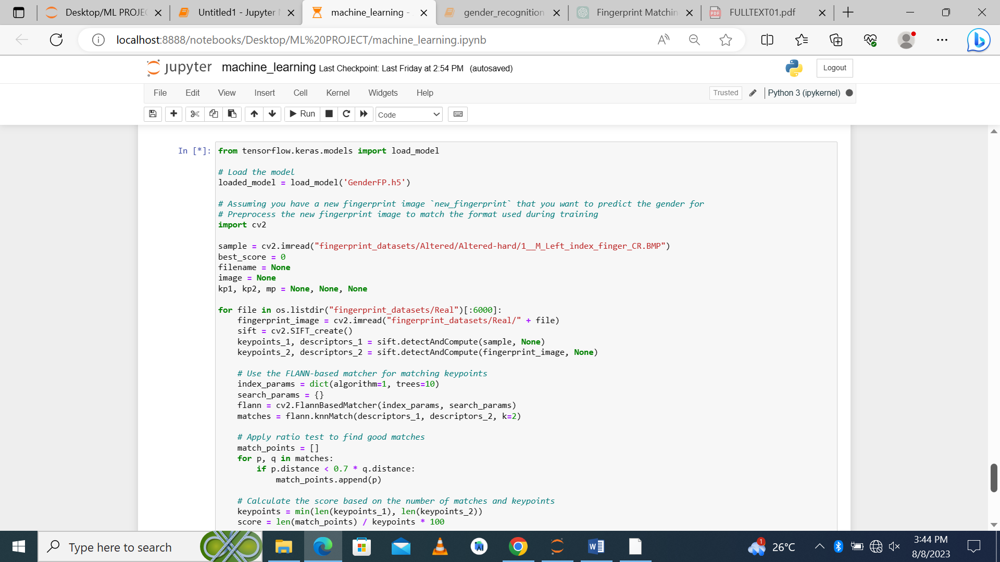 Desktop/ML PROJEC
Untitled1 - Jupyter N
machine_learning -
gender_recognition
Fingerprint Matchin
FULLTEXT01.pdf
localhost:8888/notebooks/Desktop/ML%20PROJECT/machine_learning.ipynb
jupyter machine_learning Last Checkpoint: Last Friday at 2:54 PM (autosaved)
Logout
File Edit View Insert Cell Kernel Widgets Help
Trusted
Python 3 (ipykernel)
Run
Code
In [*]:
from tensorflow.keras.models import load_model
# Load the model
loaded_model = load_model('GenderFP.h5')
# Assuming you have a new fingerprint image `new_fingerprint` that you want to predict the gender for
# Preprocess the new fingerprint image to match the format used during training
import cv2
sample = cv2.imread("fingerprint_datasets/Altered/Altered-hard/1__M_Left_index_finger_CR.BMP")
best_score = 0
filename = None
image = None
kp1, kp2, mp = None, None, None
for file in os.listdir("fingerprint_datasets/Real")[:6000]:
    fingerprint_image = cv2.imread("fingerprint_datasets/Real/" + file)
    sift = cv2.SIFT_create()
    keypoints_1, descriptors_1 = sift.detectAndCompute(sample, None)
    keypoints_2, descriptors_2 = sift.detectAndCompute(fingerprint_image, None)
    # Use the FLANN-based matcher for matching keypoints
    index_params = dict(algorithm=1, trees=10)
    search_params = {}
    flann = cv2.FlannBasedMatcher(index_params, search_params)
    matches = flann.knnMatch(descriptors_1, descriptors_2, k=2)
    # Apply ratio test to find good matches
    match_points = []
    for p, q in matches:
        if p.distance < 0.7 * q.distance:
            match_points.append(p)
    # Calculate the score based on the number of matches and keypoints
    keypoints = min(len(keypoints_1), len(keypoints_2))
    score = len(match_points) / keypoints * 100
Type here to search
1
26°C
3:44 PM
8/8/2023